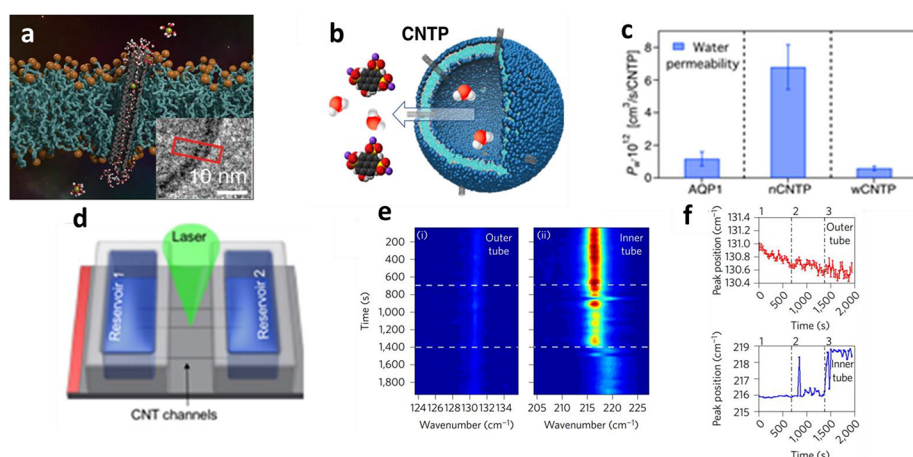 a
10 nm
b
CNTP
c
P_w·10^12 [cm³/s/CNTP]
8
6
4
2
0
Water
permeability
AQP1
nCNTP
wCNTP
d
Laser
Reservoir 1
Reservoir 2
CNT channels
e
(i)
Outer
tube
(ii)
Inner
tube
Time (s)
200
400
600
800
1,000
1,200
1,400
1,600
1,800
124 126 128 130 132 134
Wavenumber (cm⁻¹)
205 210 215 220 225
Wavenumber (cm⁻¹)
f
Peak position (cm⁻¹)
131.4
131.2
131.0
130.8
130.6
130.4
1 2 3
Outer
tube
0 500 1,000 1,500 2,000
Time (s)
Peak position (cm⁻¹)
219
218
217
216
215
1 2 3
Inner
tube
0 500 1,000 1,500 2,000
Time (s)